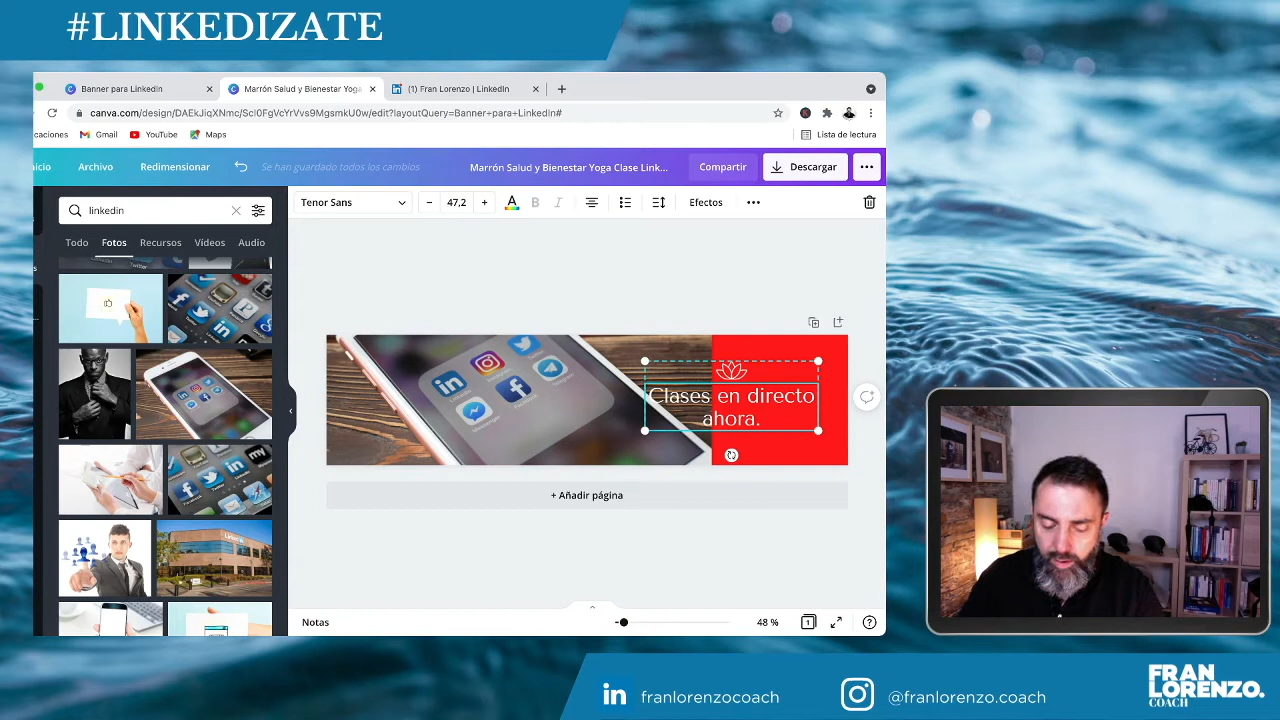 #LINKEDIZATE
Banner para LinkedIn
Marrón Salud y Bienestar Yoga
(1) Fran Lorenzo | LinkedIn
canva.com/design/DAEkJiqXNmc/ScI0FgVcYrVvs9MgsmkU0w/edit?layoutQuery=Banner+para+LinkedIn#
caciones
Gmail
YouTube
Maps
Lista de lectura
nicio
Archivo
Redimensionar
Se han guardado todos los cambios
Marrón Salud y Bienestar Yoga Clase Link...
Compartir
Descargar
linkedin
Tenor Sans
47,2
A
B
I
Efectos
Todo
Fotos
Recursos
Vídeos
Audio
Clases en directo
ahora.
+ Añadir página
Notas
48 %
1
franlorenzocoach
@franlorenzo.coach
FRAN
LORENZO.
COACH